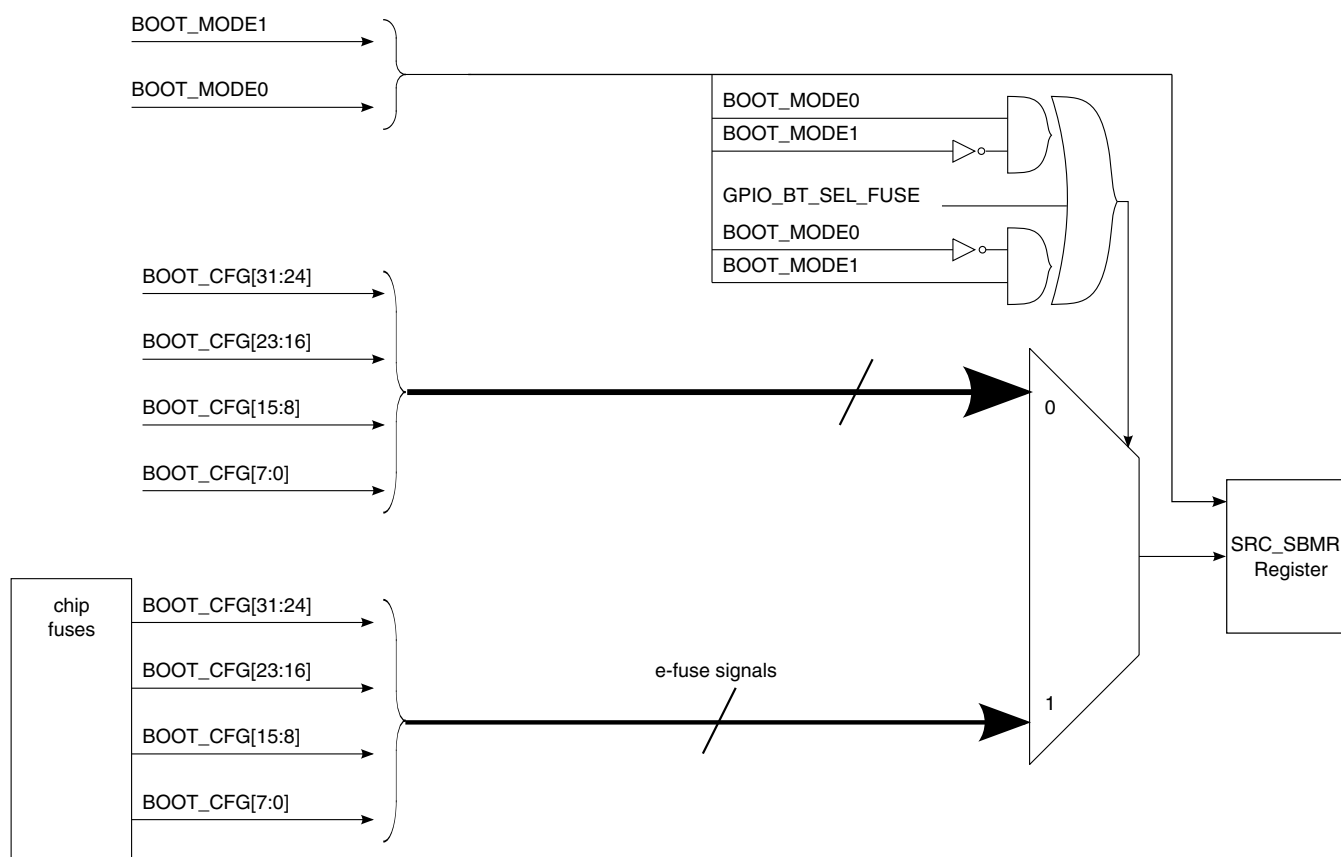 BOOT_MODE1
BOOT_MODE0
BOOT_MODE0
BOOT_MODE1
GPIO_BT_SEL_FUSE
BOOT_MODE0
BOOT_MODE1
BOOT_CFG[31:24]
BOOT_CFG[23:16]
BOOT_CFG[15:8]
BOOT_CFG[7:0]
0
SRC_SBMR
Register
chip
fuses
BOOT_CFG[31:24]
BOOT_CFG[23:16]
BOOT_CFG[15:8]
BOOT_CFG[7:0]
e-fuse signals
1